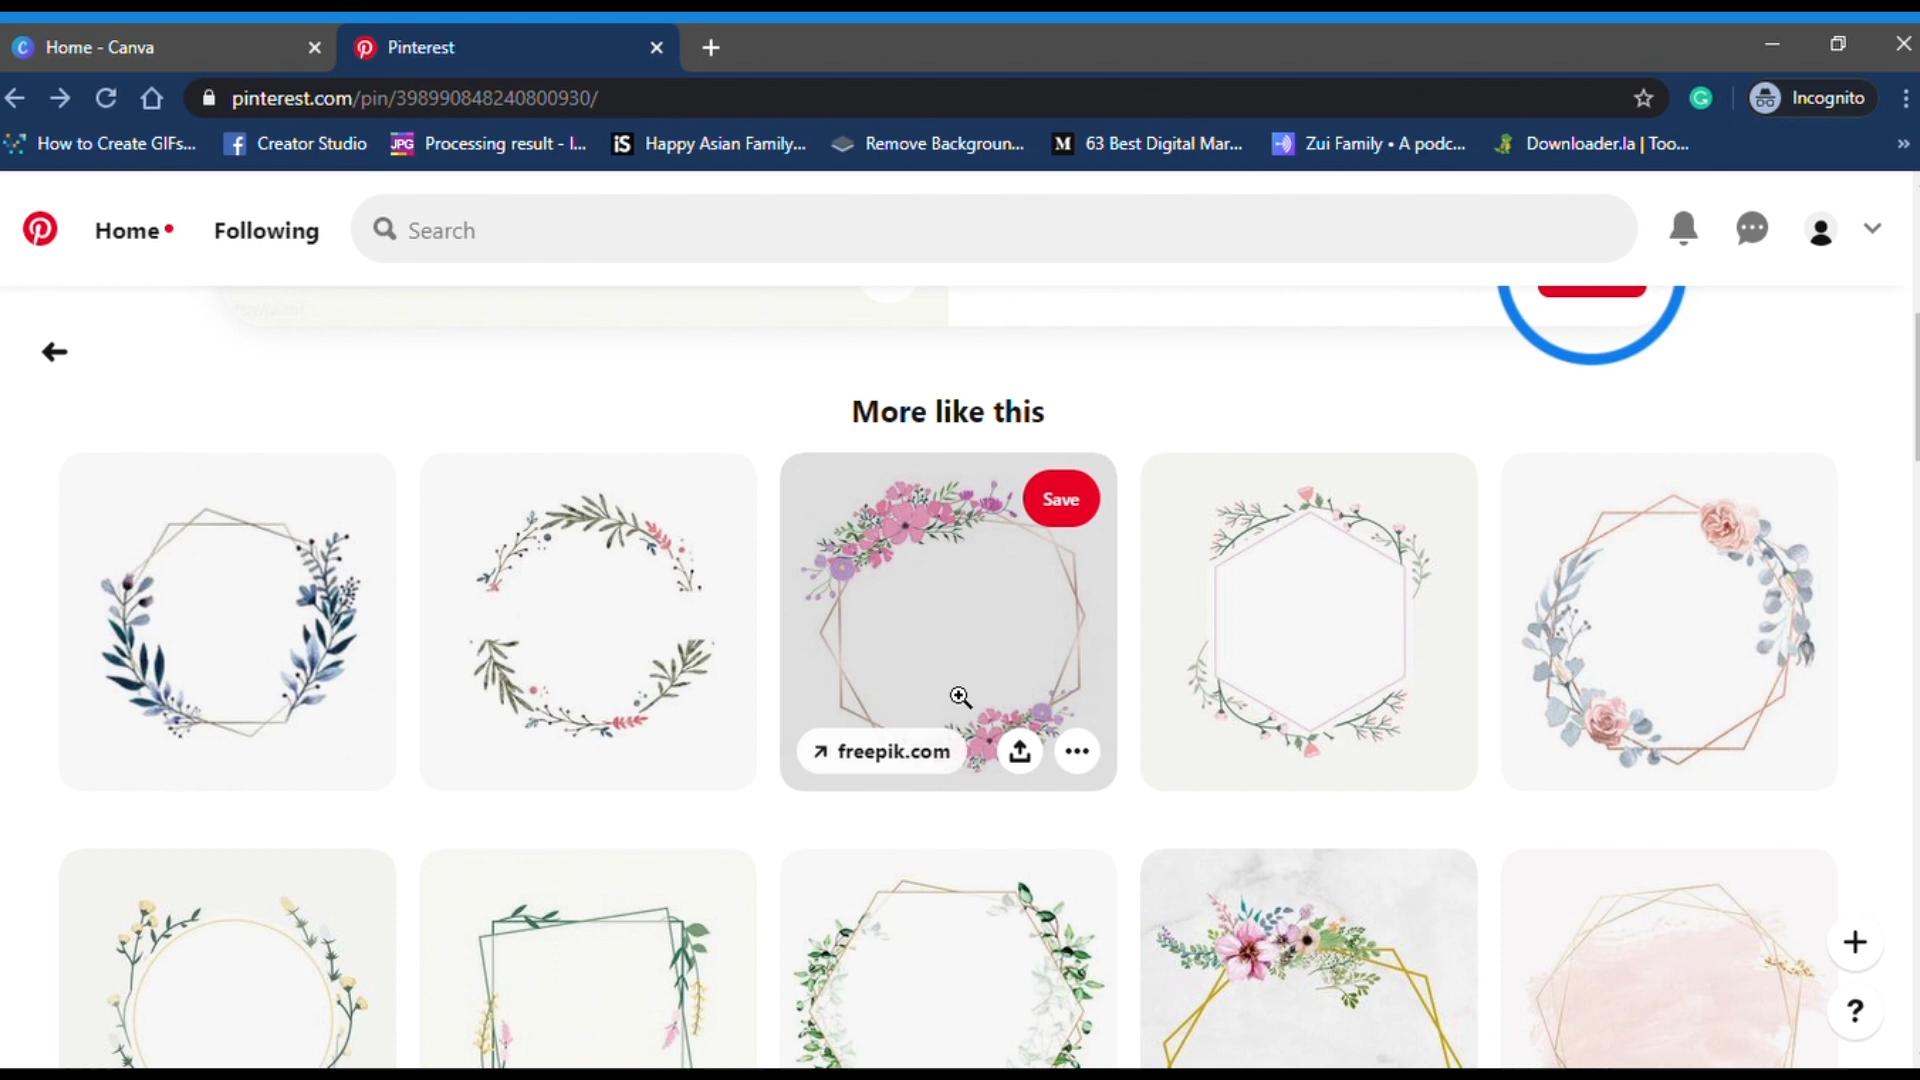 Home - Canva
Pinterest
pinterest.com/pin/398990848240800930/
Incognito
How to Create GIFs...
Creator Studio
JPG
Processing result - I...
iS
Happy Asian Family...
Remove Backgroun...
M
63 Best Digital Mar...
Zui Family • A podc...
Downloader.la | Too...
»
Home
Following
Search
More like this
Save
freepik.com
?